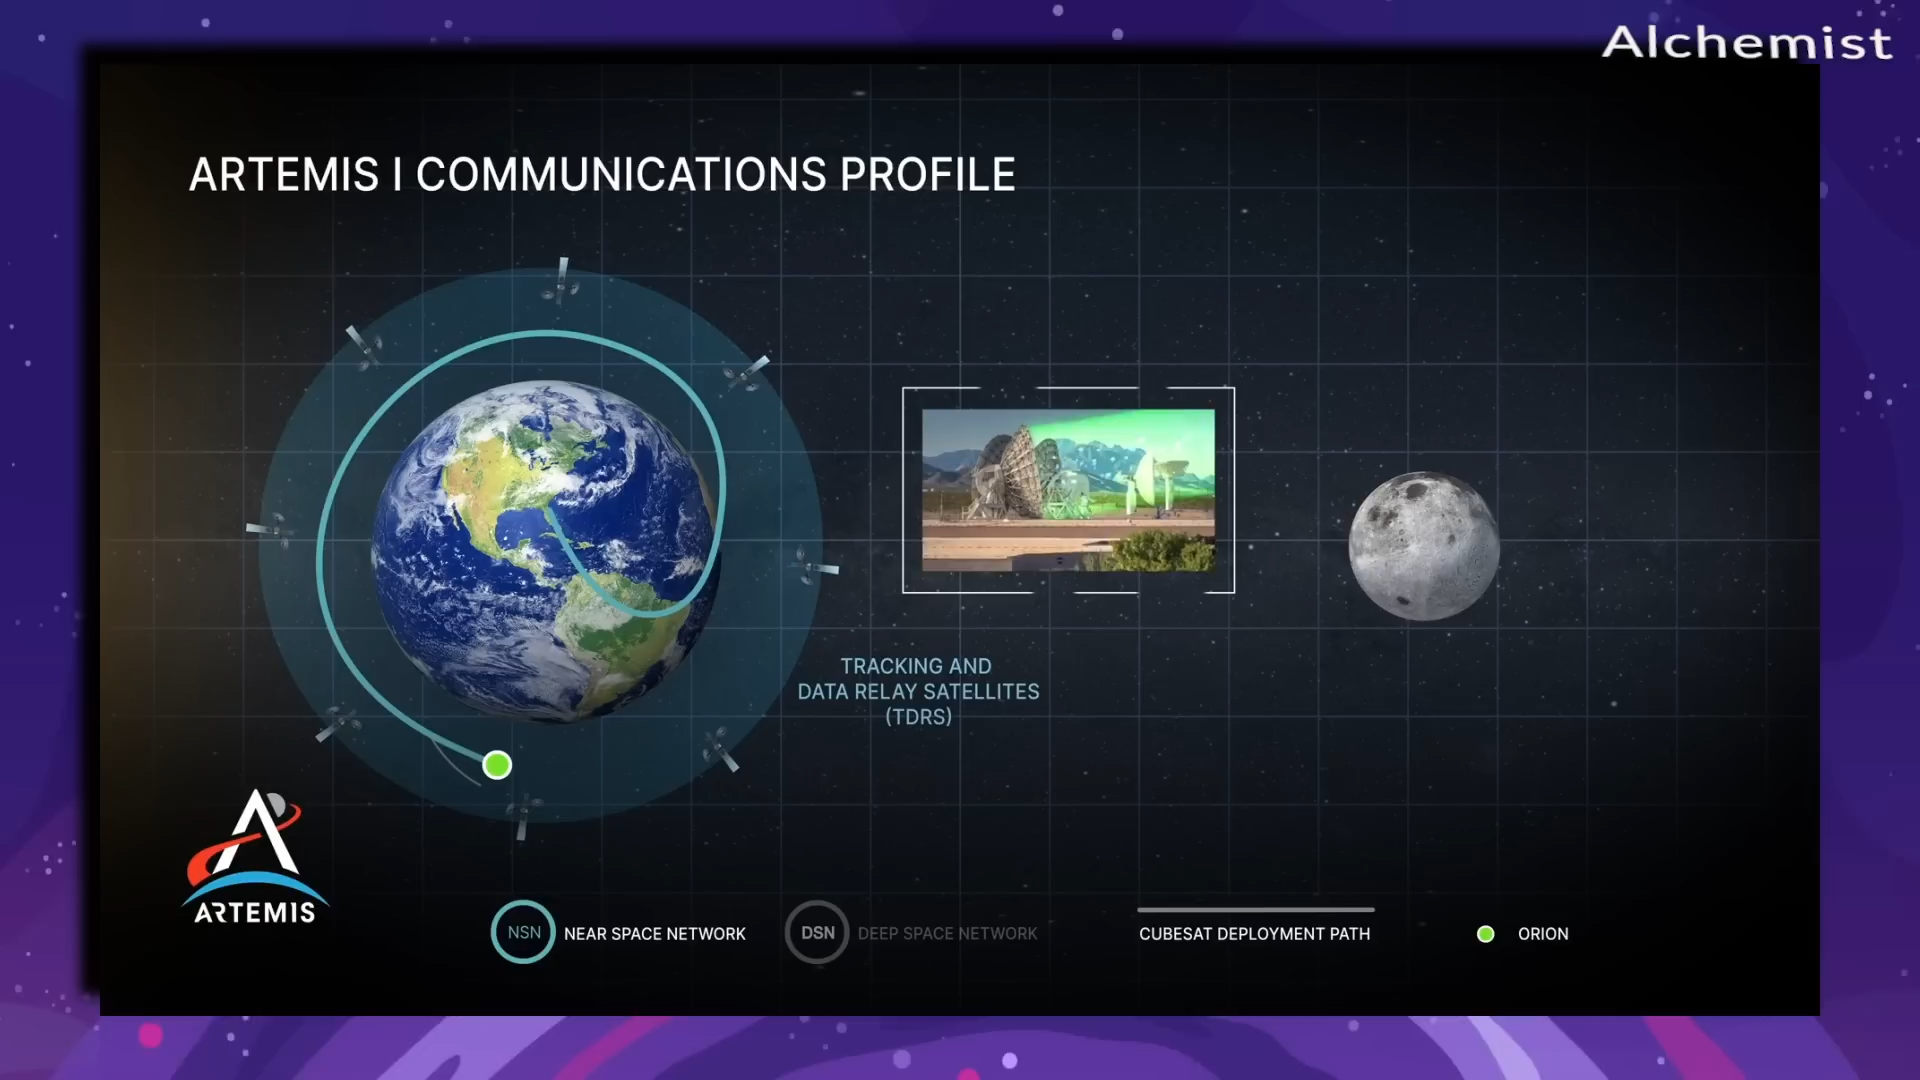 Alchemist
ARTEMIS I COMMUNICATIONS PROFILE
TRACKING AND
DATA RELAY SATELLITES
(TDRS)
ARTEMIS
NSN NEAR SPACE NETWORK
DSN DEEP SPACE NETWORK
CUBESAT DEPLOYMENT PATH
ORION